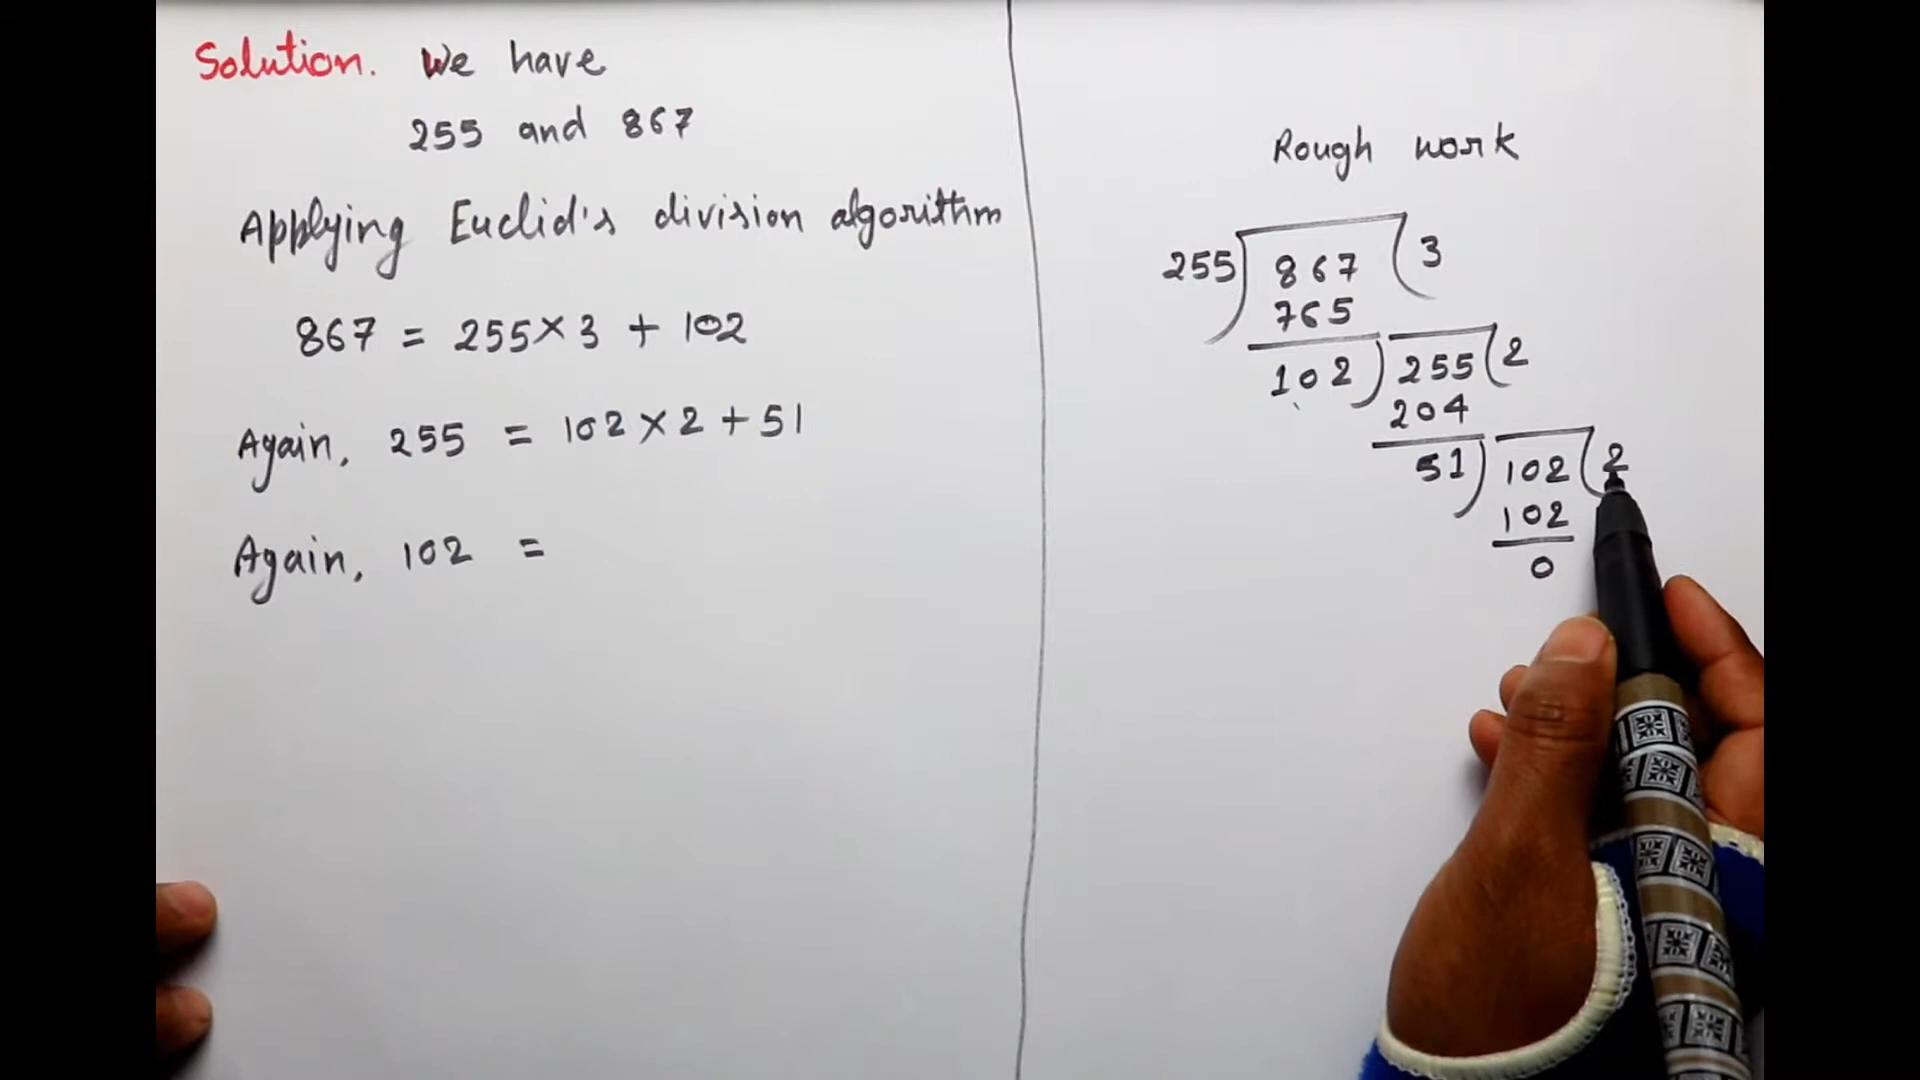 Solution. We have
255 and 867
Applying Euclid's division algorithm
867 = 255 × 3 + 102
Again, 255 = 102 × 2 + 51
Again, 102 =
Rough work
255 867 3
765
102 255 2
204
51 102 2
102
0